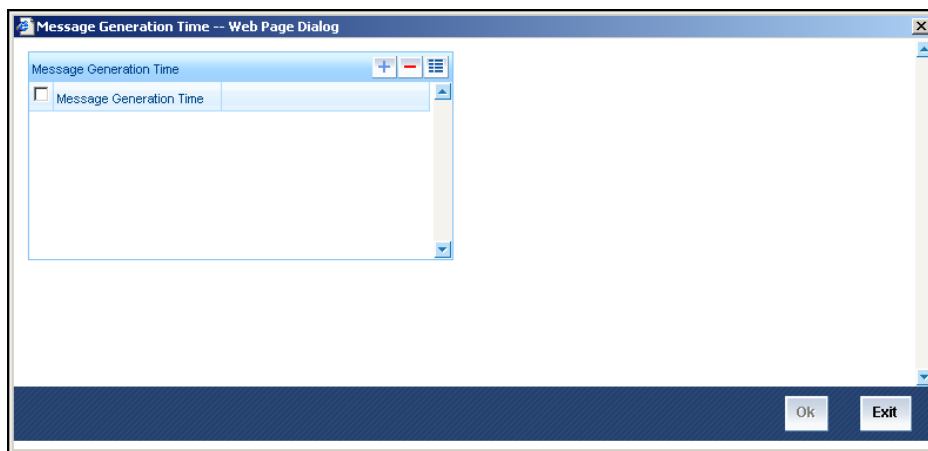 Message Generation Time -- Web Page Dialog
Message Generation Time
Message Generation Time
Ok
Exit